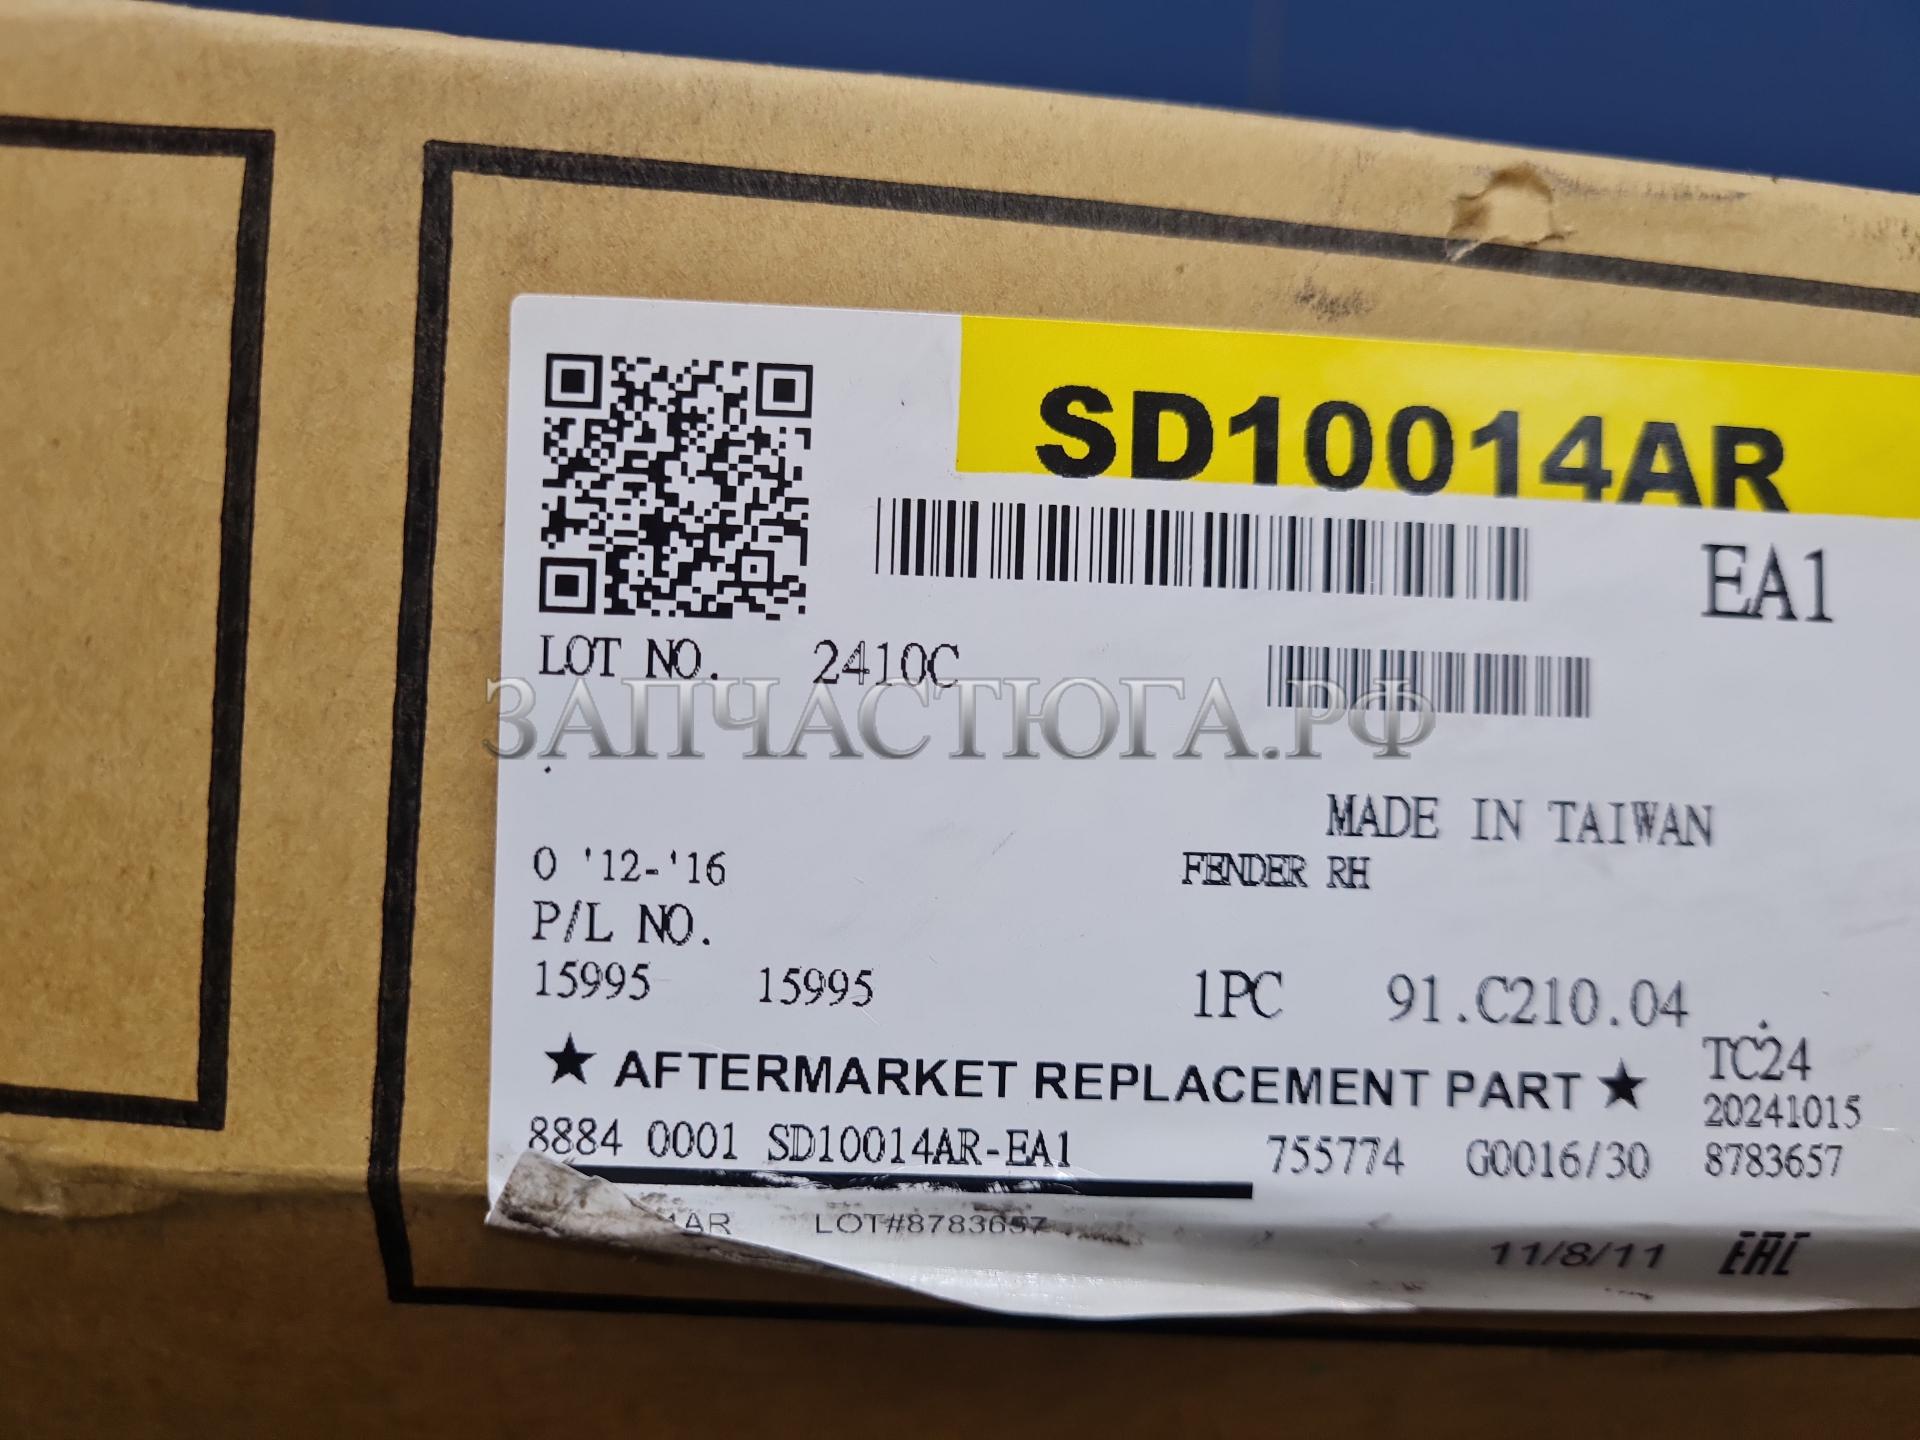 SD10014AR
EA1
LOT NO. 2410C
ЗАПЧАСТЮГА.РФ
.
MADE IN TAIWAN
O '12-'16 FENDER RH
P/L NO.
15995 15995 1PC 91.C210.04
TC24
★ AFTERMARKET REPLACEMENT PART ★
20241015
8884 0001 SD10014AR-EA1 755774 G0016/30 8783657
LOT#8783657
11/8/11 EAC